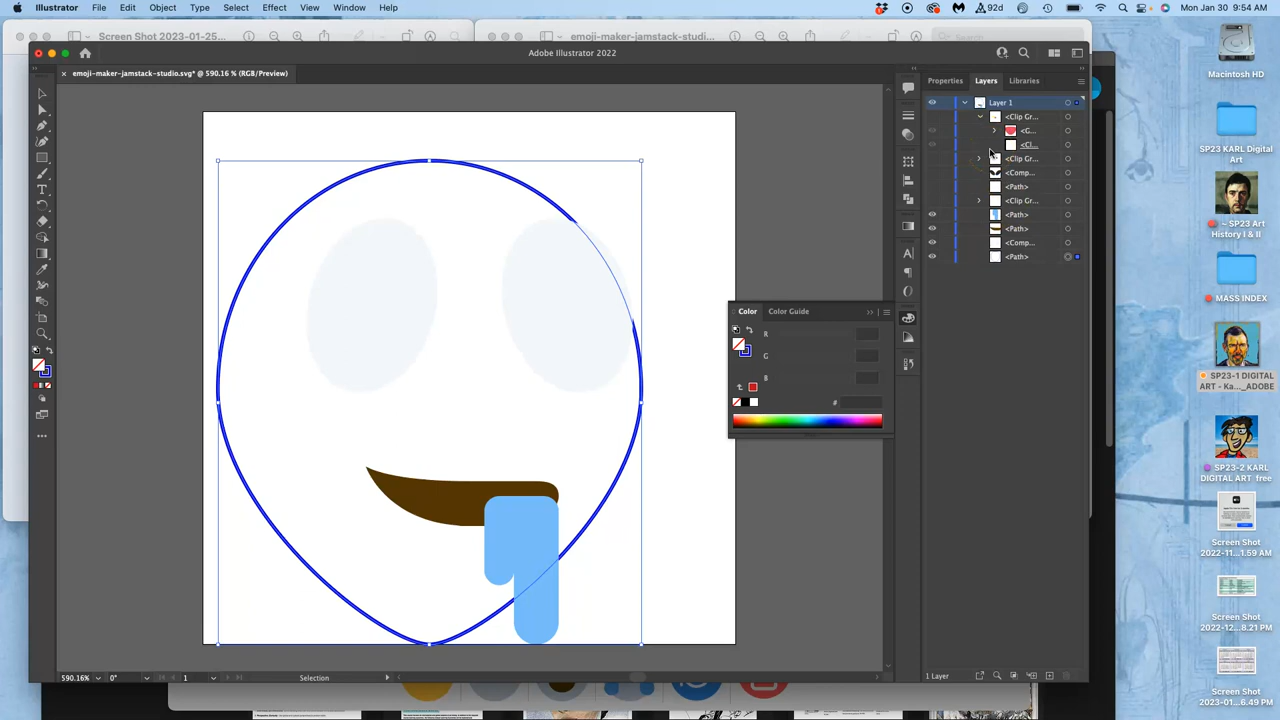 Illustrator File Edit Object Type Select Effect View Window Help
92d Mon Jan 30 9:54 AM
Screen Shot 2023-01-25...
emoji-maker-jamstack-studio...
Search
Adobe Illustrator 2022
× emoji-maker-jamstack-studio.svg* @ 590.16 % (RGB/Preview)
Properties Layers Libraries
Layer 1
<Clip Gr...
<G...
<Cl...
<Clip Gr...
<Comp...
<Path>
<Clip Gr...
<Path>
<Path>
<Comp...
<Path>
Color Color Guide
R
G
B
#
590.16% 0° 1 Selection
1 Layer
Macintosh HD
SP23 KARL Digital
Art
~ SP23 Art
History I & II
MASS INDEX
SP23-1 DIGITAL
ART - Ka..._ADOBE
SP23-2 KARL
DIGITAL ART free
Screen Shot
2022-11...1.59 AM
Screen Shot
2022-12...8.21 PM
Screen Shot
2023-01...6.49 PM